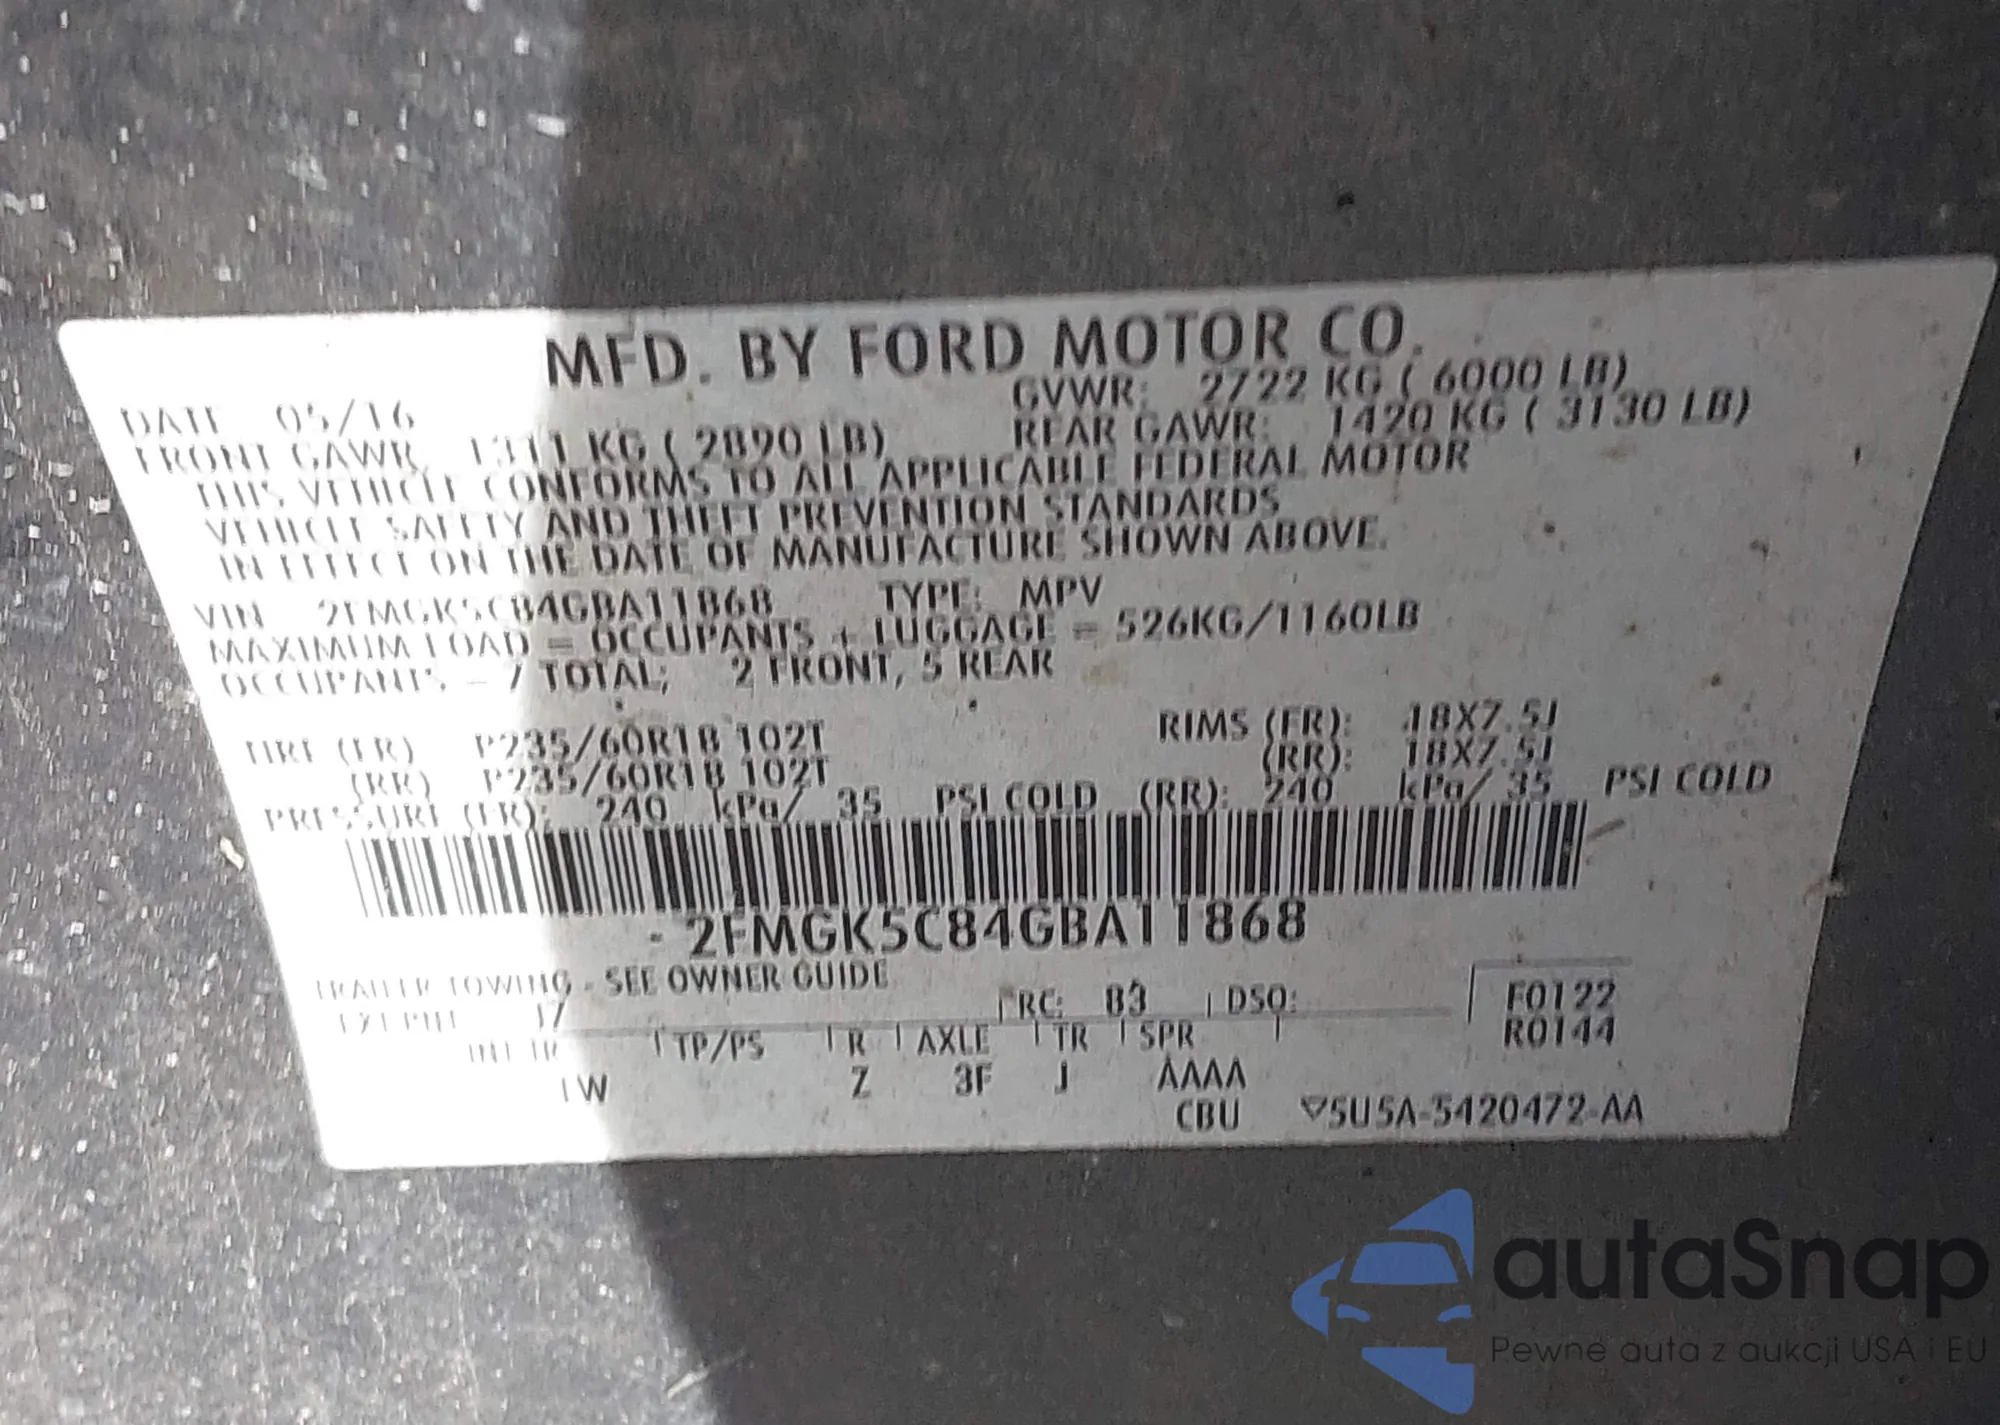 MFD. BY FORD MOTOR CO.
DATE 05/16 GVWR: 2722 KG ( 6000 LB)
FRONT GAWR 1311 KG ( 2890 LB) REAR GAWR: 1420 KG ( 3130 LB)
THIS VEHICLE CONFORMS TO ALL APPLICABLE FEDERAL MOTOR
VEHICLE SAFETY AND THEFT PREVENTION STANDARDS
IN EFFECT ON THE DATE OF MANUFACTURE SHOWN ABOVE.
VIN 2FMGK5C84GBA11868 TYPE: MPV
MAXIMUM LOAD = OCCUPANTS + LUGGAGE = 526KG/1160LB
OCCUPANTS = 7 TOTAL; 2 FRONT, 5 REAR
TIRE (FR) P235/60R18 102T RIMS (FR): 18X7.5J
(RR) P235/60R18 102T (RR): 18X7.5J
PRESSURE (FR): 240 kPa/ 35 PSI COLD (RR): 240 kPa/ 35 PSI COLD
2FMGK5C84GBA11868
TRAILER TOWING - SEE OWNER GUIDE
EXT PNT J7 RC: 83 DSO: F0122
INT TR TP/PS R AXLE TR SPR R0144
W Z 3F J AAAA
CBU ▽5U5A-5420472-AA
autaSnap
Pewne auta z aukcji USA i EU